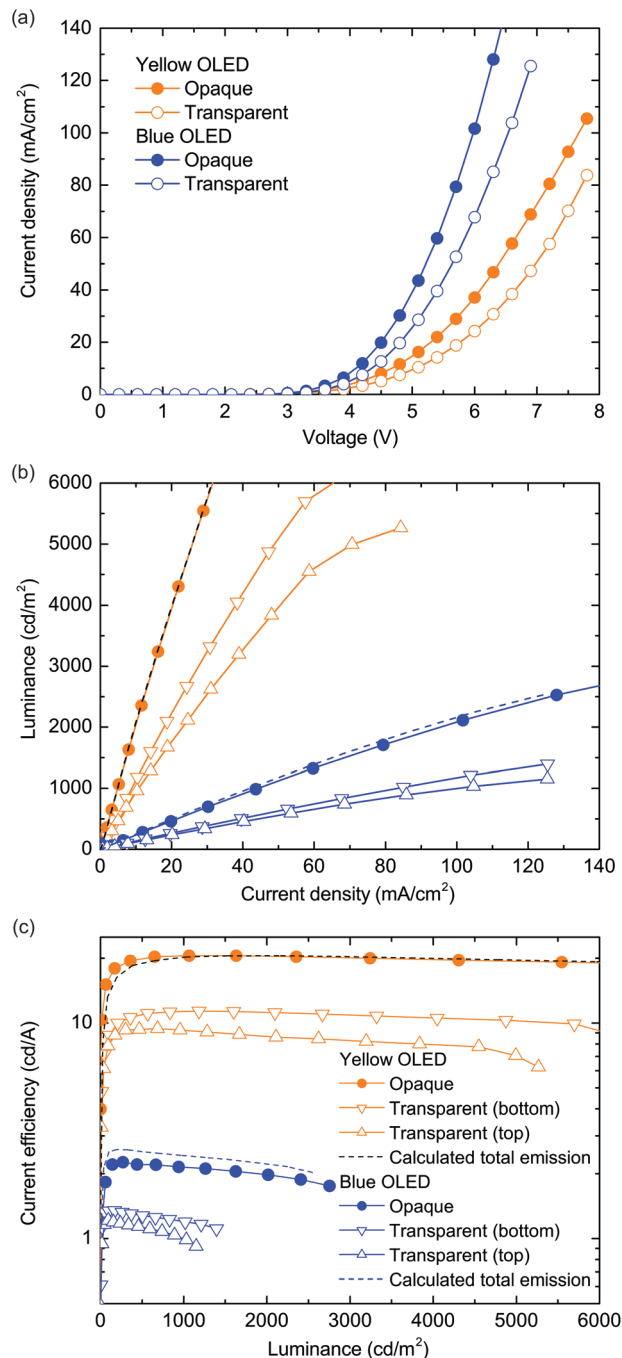 (a)
140
120
100
80
60
40
20
0
Current density (mA/cm²)
Yellow OLED
Opaque
Transparent
Blue OLED
Opaque
Transparent
0 1 2 3 4 5 6 7 8
Voltage (V)
(b)
6000
5000
4000
3000
2000
1000
0
Luminance (cd/m²)
0 20 40 60 80 100 120 140
Current density (mA/cm²)
(c)
10
1
Current efficiency (cd/A)
Yellow OLED
Opaque
Transparent (bottom)
Transparent (top)
Calculated total emission
Blue OLED
Opaque
Transparent (bottom)
Transparent (top)
Calculated total emission
0 1000 2000 3000 4000 5000 6000
Luminance (cd/m²)